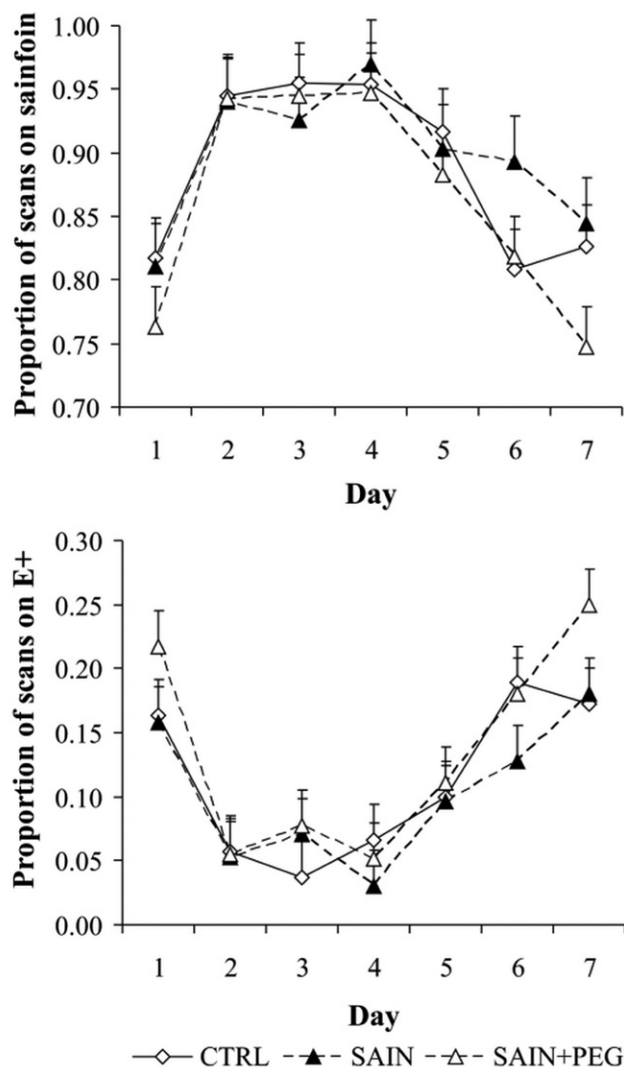 Proportion of scans on sainfoin
1.00
0.95
0.90
0.85
0.80
0.75
0.70
1 2 3 4 5 6 7
Day
Proportion of scans on E+
0.30
0.25
0.20
0.15
0.10
0.05
0.00
1 2 3 4 5 6 7
Day
CTRL SAIN SAIN+PEG